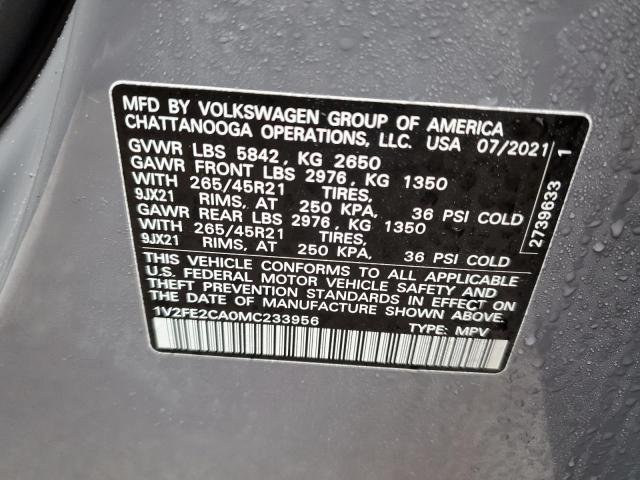 MFD BY VOLKSWAGEN GROUP OF AMERICA
CHATTANOOGA OPERATIONS, LLC. USA 07/2021
GVWR LBS 5842, KG 2650
GAWR FRONT LBS 2976, KG 1350
WITH 265/45R21 TIRES,
9JX21 RIMS, AT 250 KPA, 36 PSI COLD
GAWR REAR LBS 2976, KG 1350
WITH 265/45R21 TIRES,
9JX21 RIMS, AT 250 KPA, 36 PSI COLD
THIS VEHICLE CONFORMS TO ALL APPLICABLE
U.S. FEDERAL MOTOR VEHICLE SAFETY AND
THEFT PREVENTION STANDARDS IN EFFECT ON
THE DATE OF MANUFACTURE SHOWN ABOVE.
1V2FE2CA0MC233956 TYPE: MPV
2739833 1